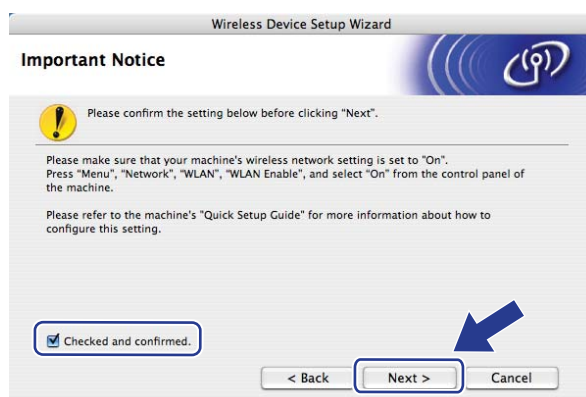 Wireless Device Setup Wizard
Important Notice
Please confirm the setting below before clicking "Next".
Please make sure that your machine's wireless network setting is set to "On".
Press "Menu", "Network", "WLAN", "WLAN Enable", and select "On" from the control panel of
the machine.
Please refer to the machine's "Quick Setup Guide" for more information about how to
configure this setting.
Checked and confirmed.
< Back Next > Cancel